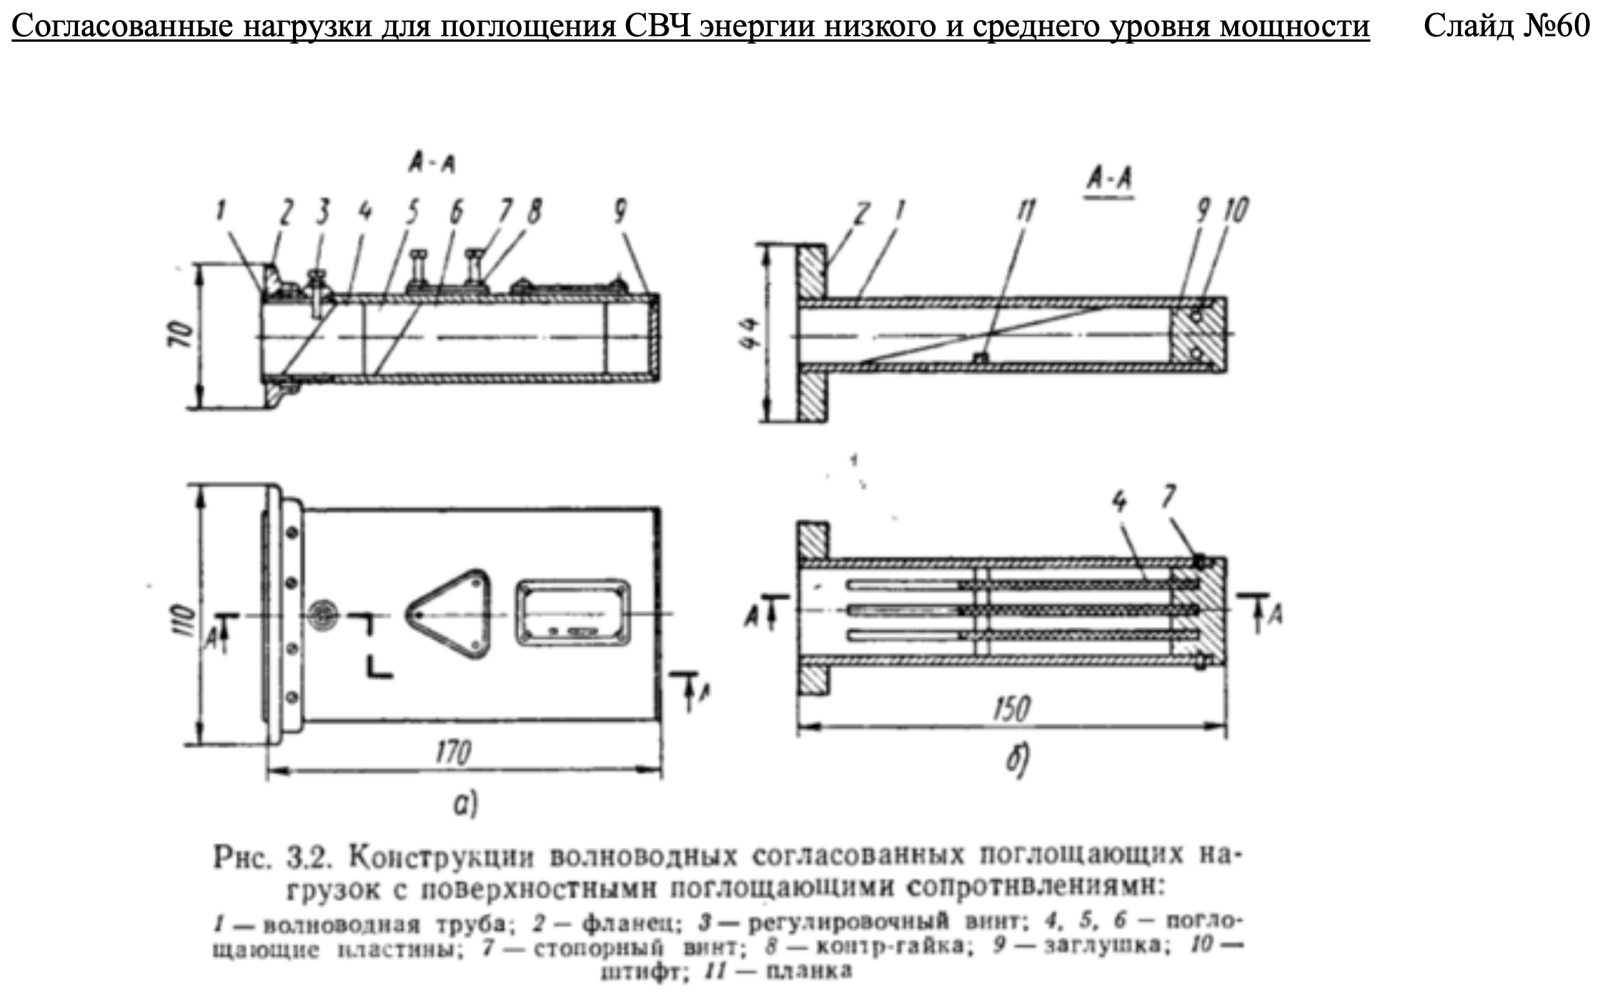 Согласованные нагрузки для поглощения СВЧ энергии низкого и среднего уровня мощности Слайд №60
А-А
1 2 3 4 5 6 7 8 9
70
А-А
2 1 11 9 10
44
110
А
А
170
а)
4 7
А
А
150
б)
Рис. 3.2. Конструкции волноводных согласованных поглощающих на-
грузок с поверхностными поглощающими сопротивлениями:
1 — волноводная труба; 2 — фланец; 3 — регулировочный винт; 4, 5, 6 — погло-
щающие пластины; 7 — стопорный винт; 8 — контр-гайка; 9 — заглушка; 10 —
штифт; 11 — планка